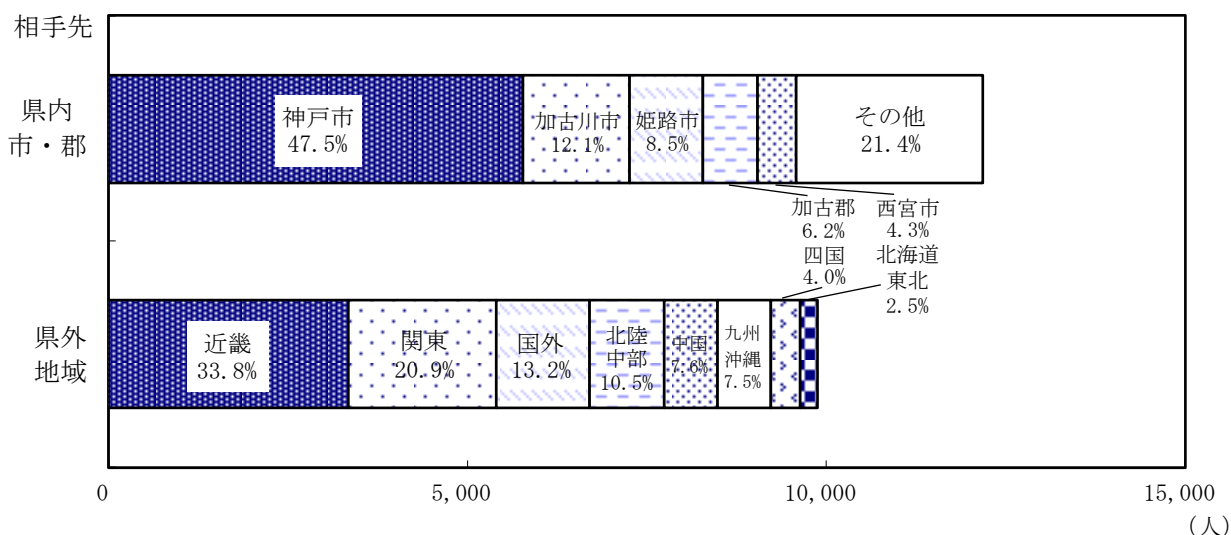 相手先
県内
市・郡
神戸市
47.5%
加古川市
12.1%
姫路市
8.5%
その他
21.4%
加古郡
6.2%
西宮市
4.3%
四国
4.0%
北海道
東北
2.5%
県外
地域
近畿
33.8%
関東
20.9%
国外
13.2%
北陸
中部
10.5%
中国
7.6%
九州
沖縄
7.5%
0 5,000 10,000 15,000
(人)